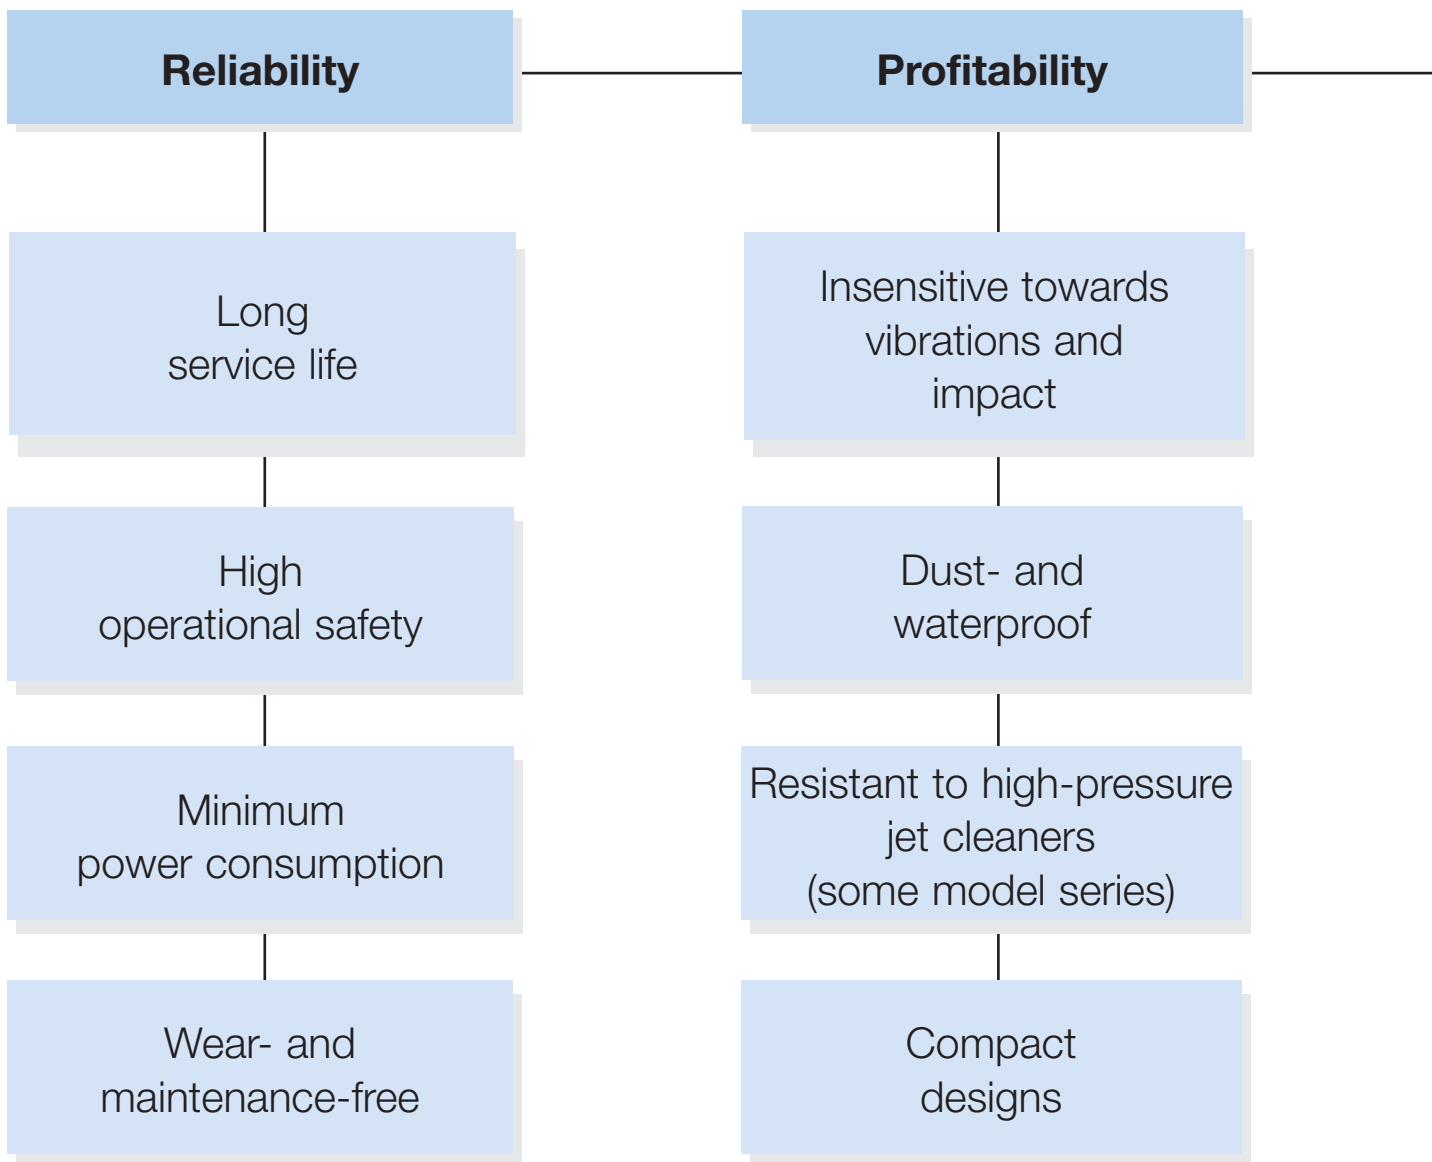 Reliability
Long
service life
High
operational safety
Minimum
power consumption
Wear- and
maintenance-free
Profitability
Insensitive towards
vibrations and
impact
Dust- and
waterproof
Resistant to high-pressure
jet cleaners
(some model series)
Compact
designs